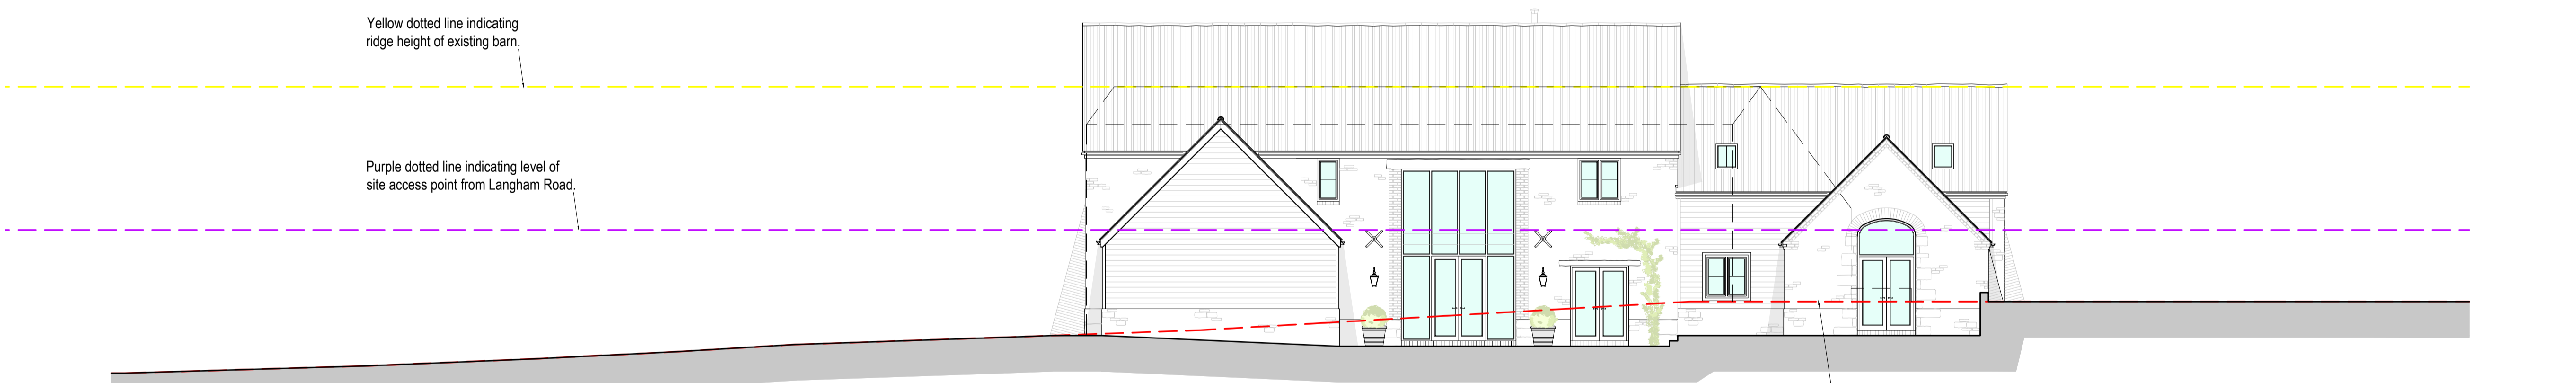 Yellow dotted line indicating
ridge height of existing barn.
Purple dotted line indicating level of
site access point from Langham Road.